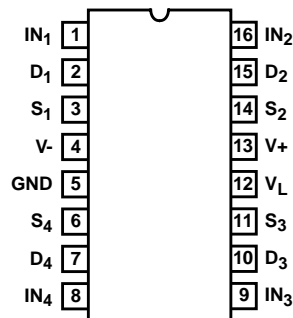 IN1 1 16 IN2
D1 2 15 D2
S1 3 14 S2
V- 4 13 V+
GND 5 12 VL
S4 6 11 S3
D4 7 10 D3
IN4 8 9 IN3